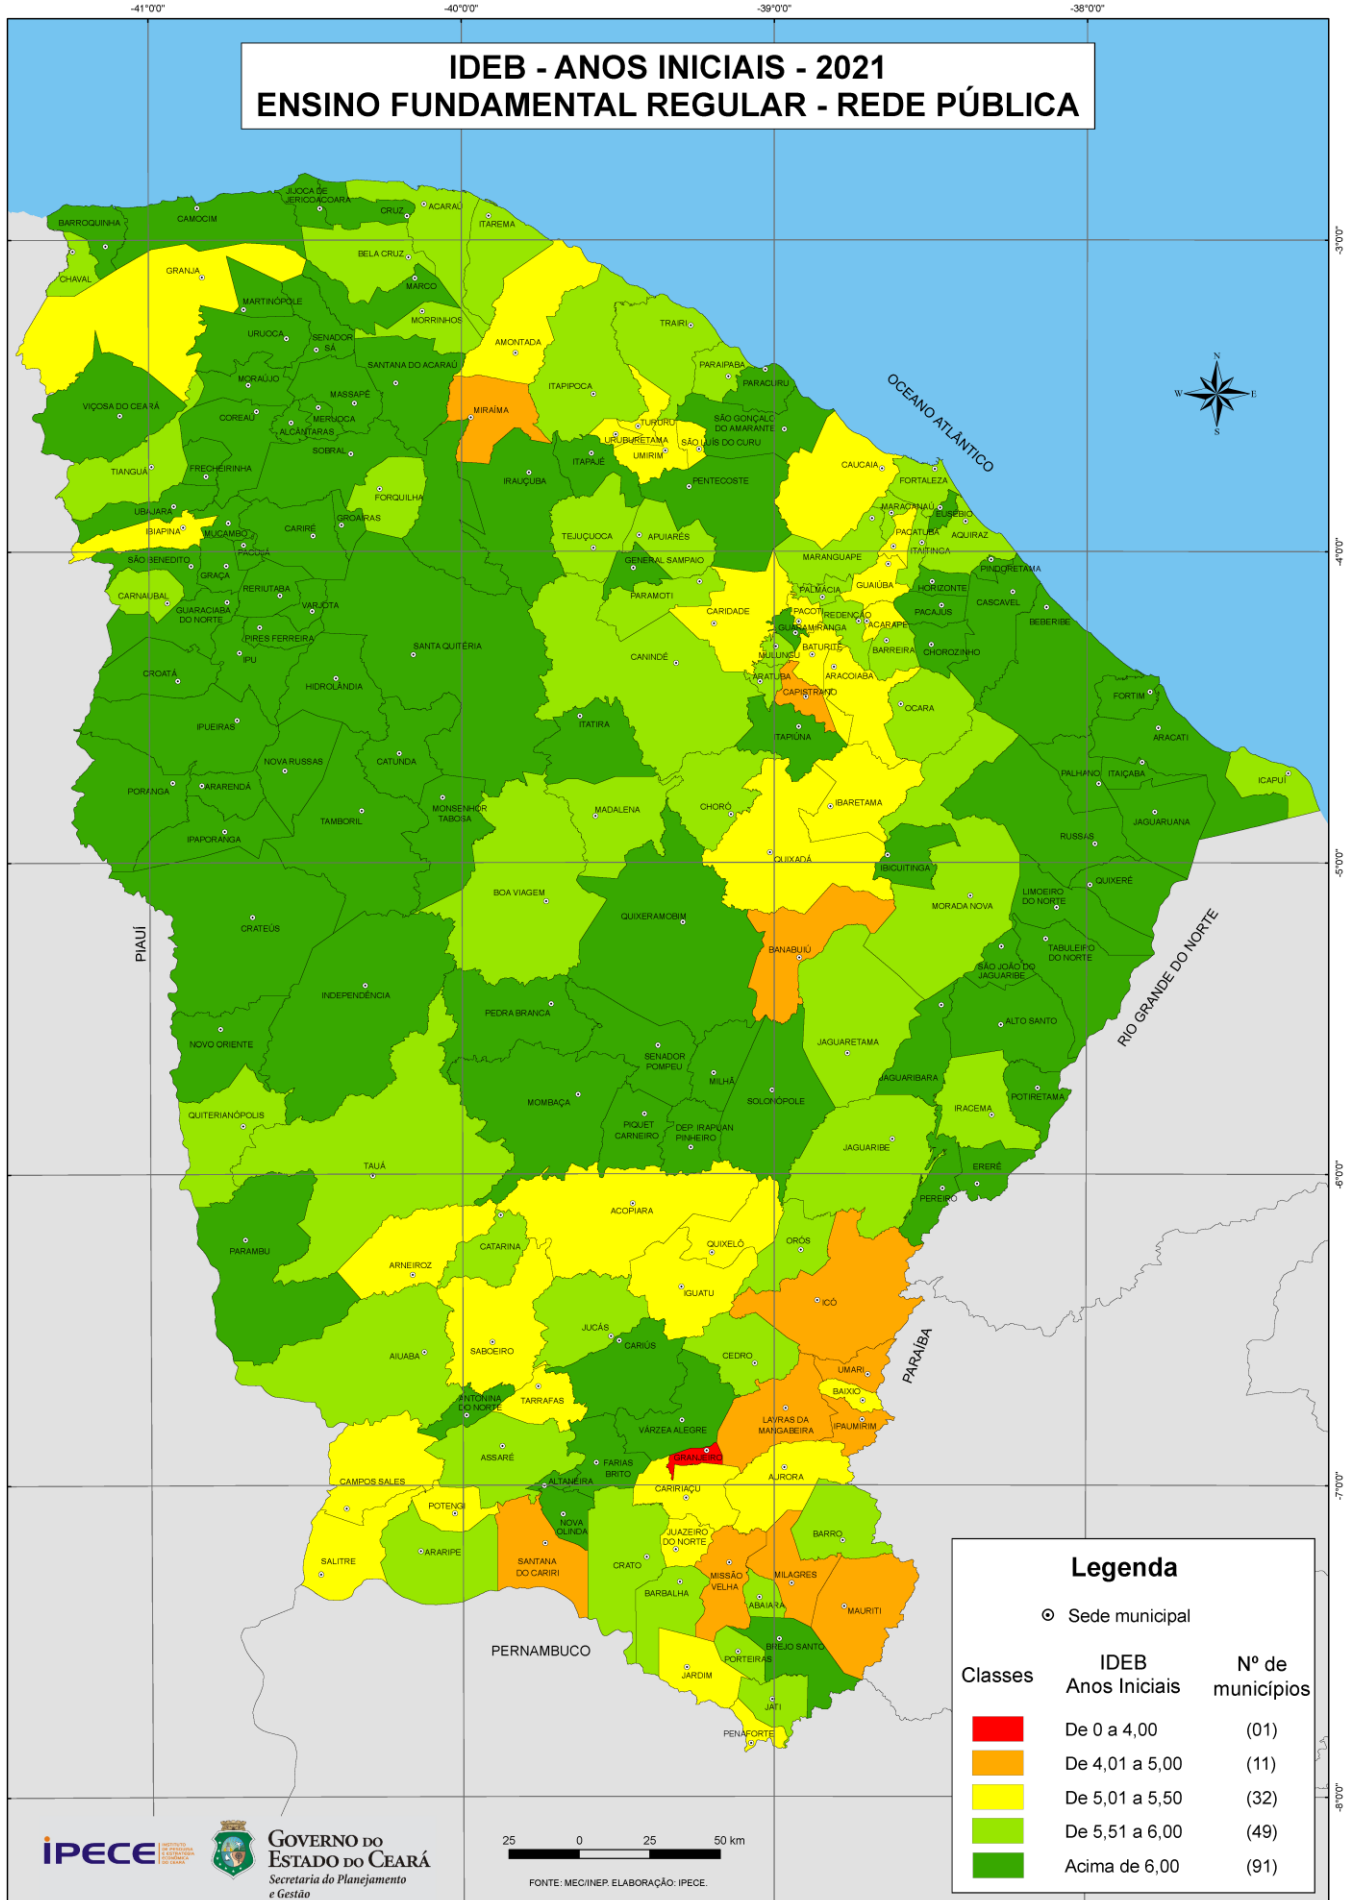 -41°0'0"
-40°0'0"
-39°0'0"
-38°0'0"
IDEB - ANOS INICIAIS - 2021
ENSINO FUNDAMENTAL REGULAR - REDE PÚBLICA
JIJOCA DE
JERICOACOARA
CRUZ
ACARAÚ
ITAREMA
BARROQUINHA
CAMOCIM
-3°0'0"
CHAVAL
BELA CRUZ
GRANJA
MARCO
MARTINÓPOLE
MORRINHOS
URUOCA
SENADOR
SÁ
AMONTADA
TRAIRI
SANTANA DO ACARAÚ
PARAIPABA
PARACURU
MORAÚJO
MASSAPÊ
ITAPIPOCA
N
W
E
S
OCEANO ATLÂNTICO
VIÇOSA DO CEARÁ
COREAÚ
MERUOCA
MIRAÍMA
ALCÂNTARAS
TURURU
SÃO GONÇALO
DO AMARANTE
URUBURETAMA
SÃO LUÍS DO CURU
SOBRAL
UMIRIM
TIANGUÁ
FRECHEIRINHA
ITAPAJÉ
CAUCAIA
IRAUÇUBA
PENTECOSTE
FORTALEZA
FORQUILHA
UBAJARA
GROAÍRAS
MARACANAÚ
EUSÉBIO
IBIAPINA
MUCAMBO
CARIRÉ
TEJUÇUOCA
APUIARÉS
PACATUBA
AQUIRAZ
PACUJÁ
ITAITINGA
-4°0'0"
SÃO BENEDITO
GENERAL SAMPAIO
MARANGUAPE
PINDORETAMA
GRAÇA
CARNAUBAL
RERIUTABA
PARAMOTI
PALMÁCIA
GUAIÚBA
HORIZONTE
CASCAVEL
GUARACIABA
DO NORTE
VARJOTA
CARIDADE
PACOTI
REDENÇÃO
PACAJUS
BEBERIBE
GUARAMIRANGA
ACARAPE
PIRES FERREIRA
BATURITÉ
BARREIRA
CHOROZINHO
IPU
SANTA QUITÉRIA
CANINDÉ
MULUNGU
CROATÁ
ARATUBA
ARACOIABA
HIDROLÂNDIA
CAPISTRANO
FORTIM
OCARA
IPUEIRAS
ITATIRA
ITAPIÚNA
ARACATI
NOVA RUSSAS
CATUNDA
PALHANO
ITAIÇABA
ICAPUÍ
PORANGA
ARARENDÁ
MONSENHOR
TABOSA
MADALENA
CHORÓ
IBARETAMA
TAMBORIL
JAGUARUANA
IPAPORANGA
RUSSAS
-5°0'0"
QUIXADÁ
IBICUITINGA
QUIXERÉ
BOA VIAGEM
LIMOEIRO
DO NORTE
MORADA NOVA
QUIXERAMOBIM
CRATEÚS
PIAUÍ
BANABUIÚ
TABULEIRO
DO NORTE
SÃO JOÃO DO
JAGUARIBE
RIO GRANDE DO NORTE
INDEPENDÊNCIA
PEDRA BRANCA
ALTO SANTO
NOVO ORIENTE
SENADOR
POMPEU
JAGUARETAMA
MILHÃ
JAGUARIBARA
MOMBAÇA
SOLONÓPOLE
POTIRETAMA
IRACEMA
QUITERIANÓPOLIS
PIQUET
CARNEIRO
DEP. IRAPUAN
PINHEIRO
JAGUARIBE
TAUÁ
-6°0'0"
ERERÊ
PEREIRO
ACOPIARA
PARAMBU
CATARINA
QUIXELÔ
ORÓS
ARNEIROZ
IGUATU
ICÓ
JUCÁS
CARIÚS
AIUABA
SABOEIRO
CEDRO
PARAÍBA
UMARI
BAIXIO
ANTONINA
DO NORTE
TARRAFAS
LAVRAS DA
MANGABEIRA
IPAUMIRIM
VÁRZEA ALEGRE
ASSARÉ
GRANJEIRO
FARIAS
BRITO
CAMPOS SALES
ALTANEIRA
AURORA
-7°0'0"
CARIRIAÇU
POTENGI
NOVA
OLINDA
JUAZEIRO
DO NORTE
BARRO
SALITRE
ARARIPE
SANTANA
DO CARIRI
CRATO
MISSÃO
VELHA
MILAGRES
BARBALHA
ABAIARA
MAURITI
PERNAMBUCO
BREJO SANTO
PORTEIRAS
JARDIM
JATI
PENAFORTE
-8°0'0"
Legenda
Sede municipal
Classes
IDEB
Anos Iniciais
Nº de
municípios
De 0 a 4,00
(01)
De 4,01 a 5,00
(11)
De 5,01 a 5,50
(32)
De 5,51 a 6,00
(49)
Acima de 6,00
(91)
IPECE
INSTITUTO
DE PESQUISA
E ESTRATÉGIA
ECONÔMICA
DO CEARÁ
GOVERNO DO
ESTADO DO CEARÁ
Secretaria do Planejamento
e Gestão
25
0
25
50 km
FONTE: MEC/INEP. ELABORAÇÃO: IPECE.